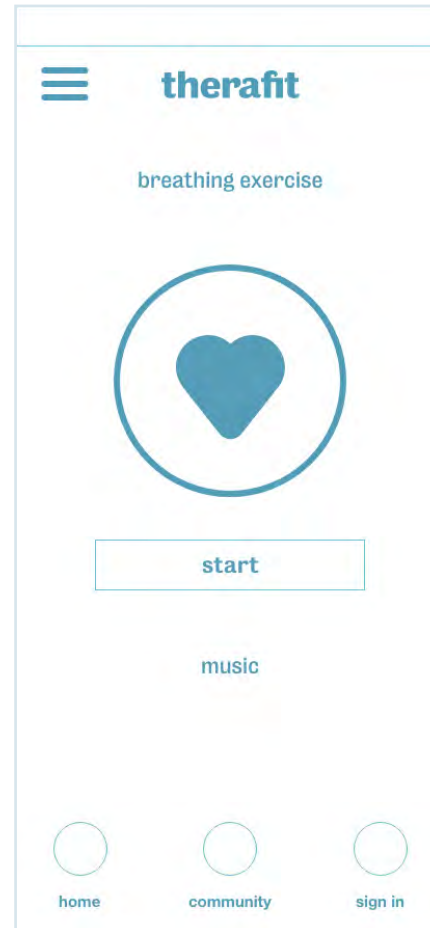 therafit
breathing exercise
start
music
home
community
sign in